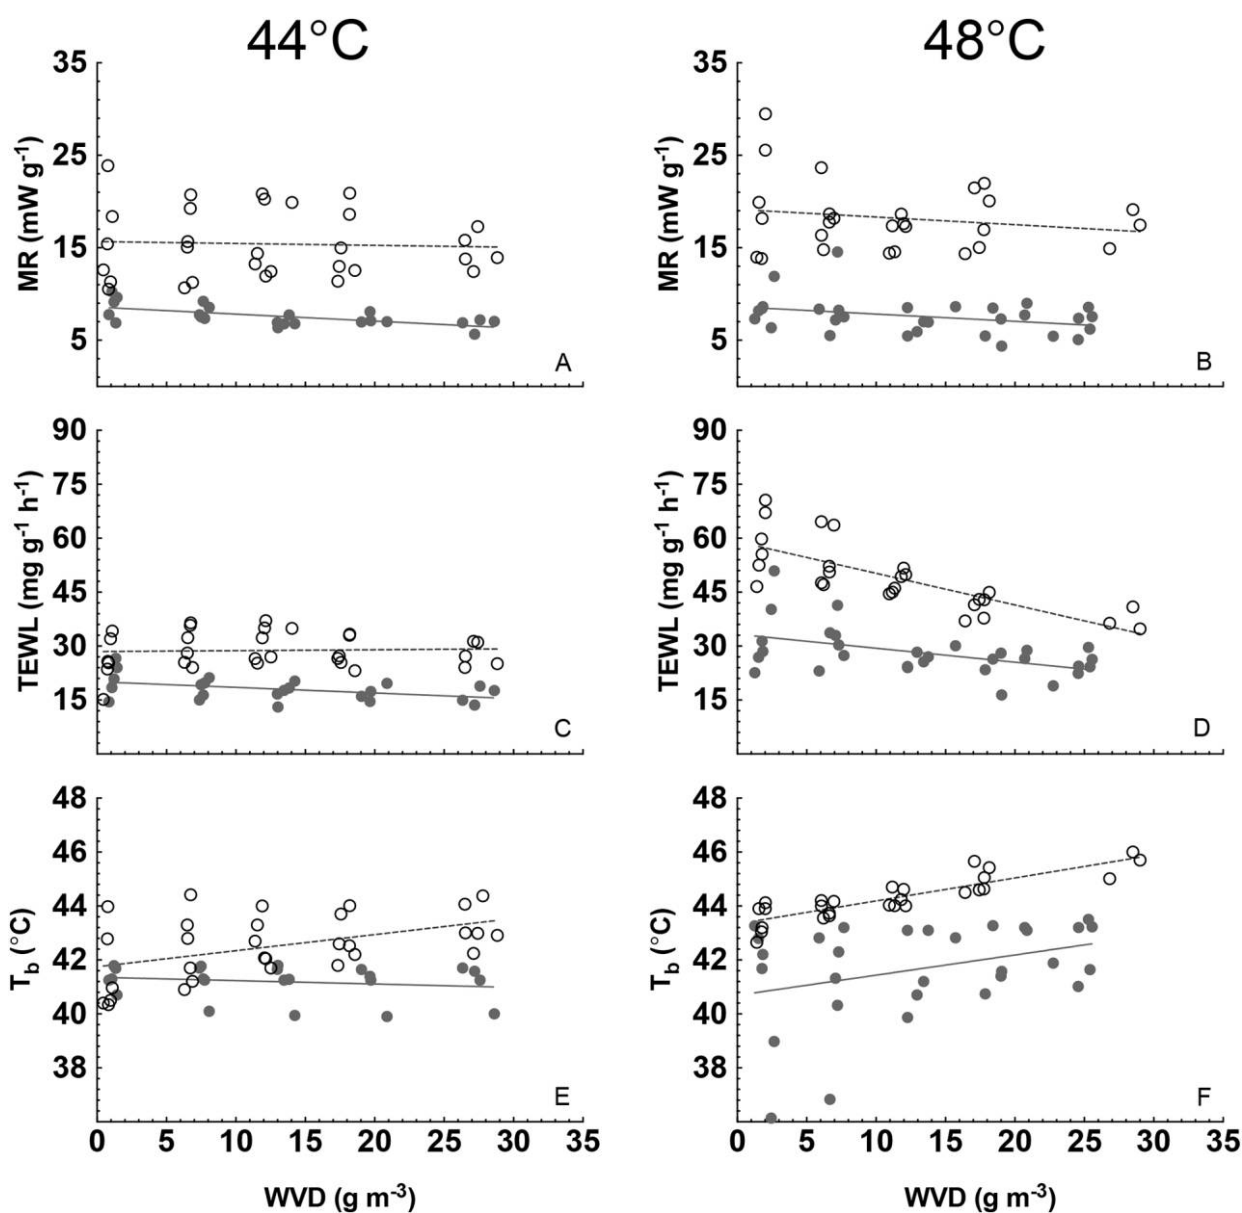 44°C 48°C
35 35
25 25
15 15
5 5
MR (mW g⁻¹) MR (mW g⁻¹)
A B
90 90
75 75
60 60
45 45
30 30
15 15
TEWL (mg g⁻¹ h⁻¹) TEWL (mg g⁻¹ h⁻¹)
C D
48 48
46 46
44 44
42 42
40 40
38 38
T_b (°C) T_b (°C)
E F
0 5 10 15 20 25 30 35 0 5 10 15 20 25 30 35
WVD (g m⁻³) WVD (g m⁻³)